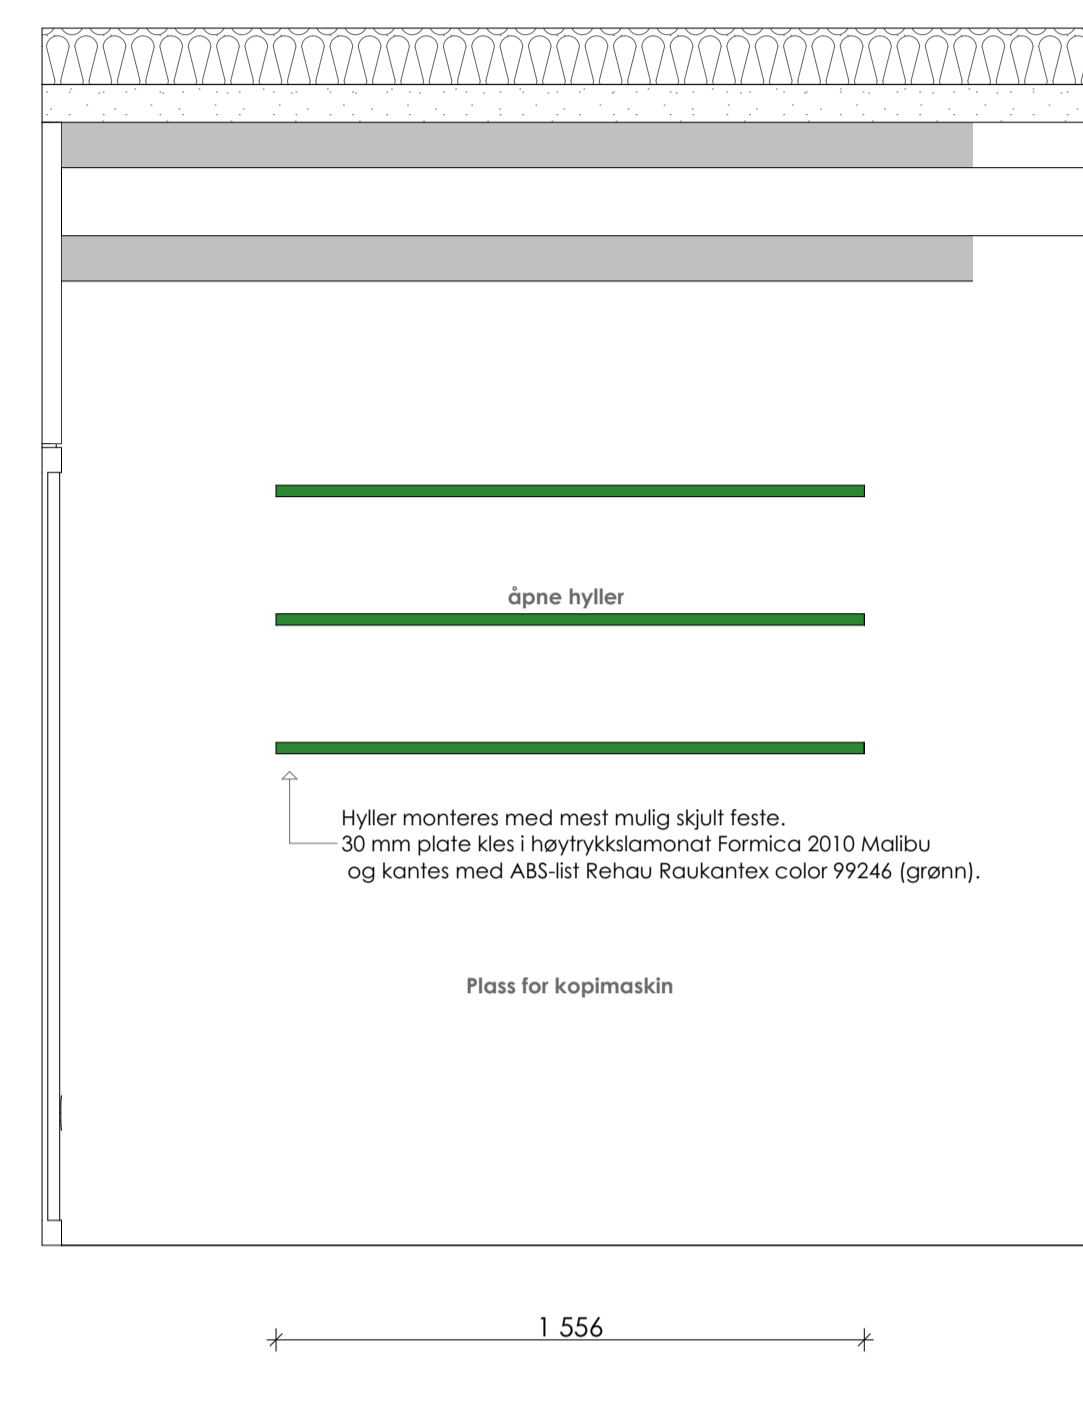 åpne hyller
Hyller monteres med mest mulig skjult feste.
30 mm plate kles i høytrykkslamonat Formica 2010 Malibu
og kantes med ABS-list Rehau Raukantex color 99246 (grønn).
Plass for kopimaskin
1 556